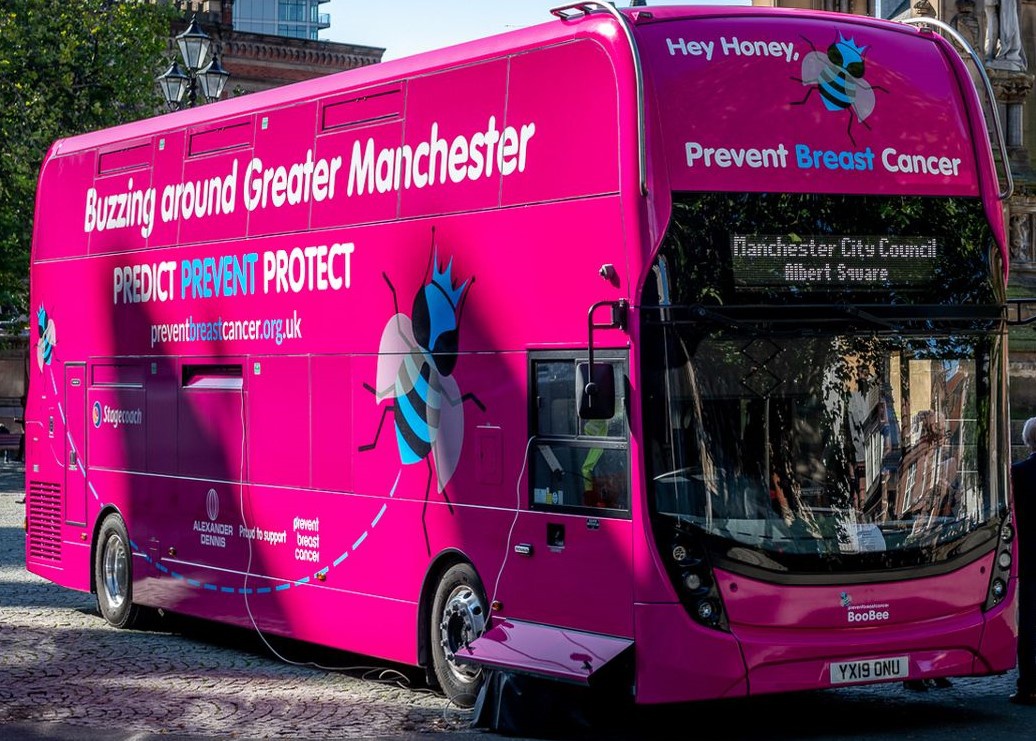 Hey Honey,
Prevent Breast Cancer
Manchester City Council
Albert Square
Buzzing around Greater Manchester
PREDICT PREVENT PROTECT
preventbreastcancer.org.uk
Stagecoach
ALEXANDER
DENNIS
Proud to support
prevent
breast
cancer
preventbreastcancer
BooBee
YX19 ONU